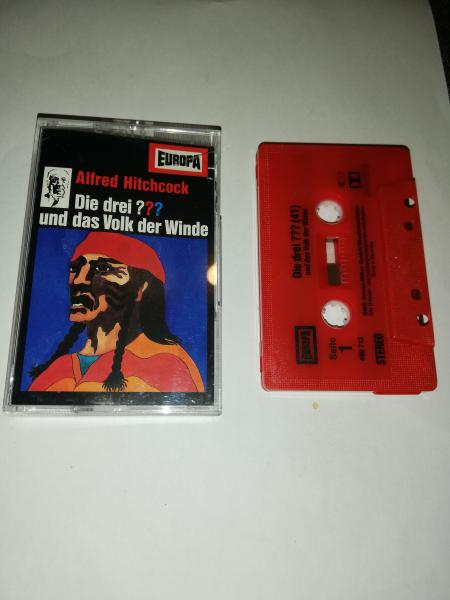 EUROPA
Alfred Hitchcock
Die drei ???
und das Volk der Winde
Die drei ??? (41)
und das Volk der Winde
EUROPA
Seite
1
STEREO